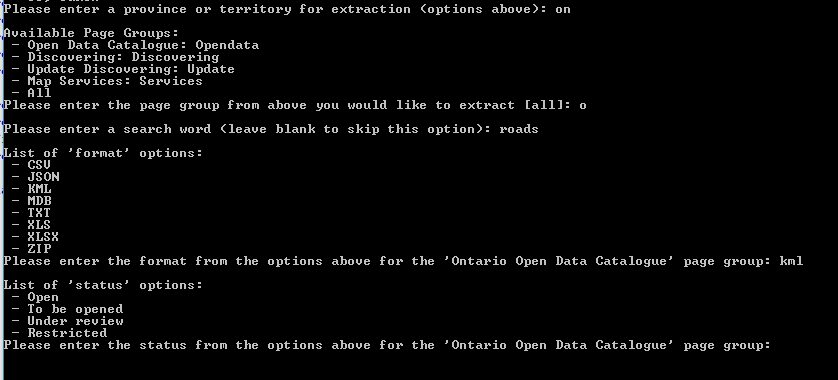 Please enter a province or territory for extraction (options above): on
Available Page Groups:
 - Open Data Catalogue: Opendata
 - Discovering: Discovering
 - Update Discovering: Update
 - Map Services: Services
 - All
Please enter the page group from above you would like to extract [all]: o
Please enter a search word (leave blank to skip this option): roads
List of 'format' options:
 - CSV
 - JSON
 - KML
 - MDB
 - TXT
 - XLS
 - XLSX
 - ZIP
Please enter the format from the options above for the 'Ontario Open Data Catalogue' page group: kml
List of 'status' options:
 - Open
 - To be opened
 - Under review
 - Restricted
Please enter the status from the options above for the 'Ontario Open Data Catalogue' page group: